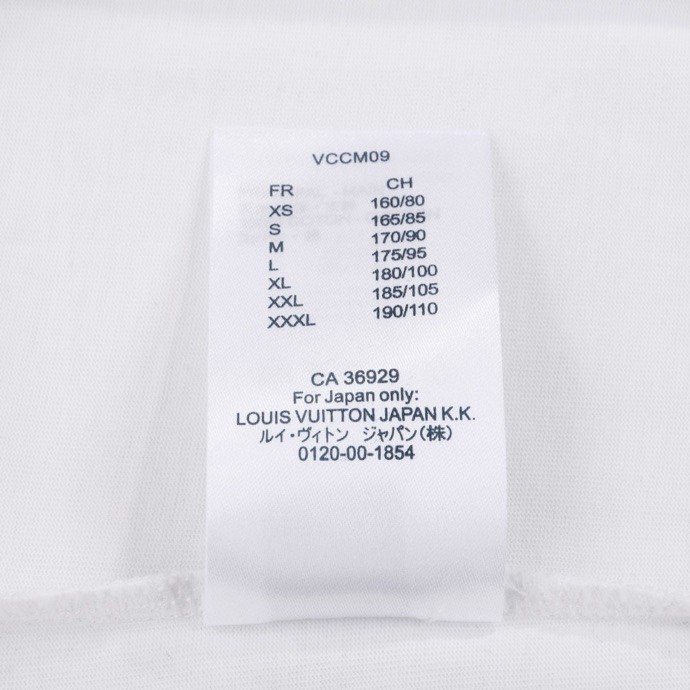 VCCM09
FR CH
XS 160/80
S 165/85
M 170/90
L 175/95
XL 180/100
XXL 185/105
XXXL 190/110
CA 36929
For Japan only:
LOUIS VUITTON JAPAN K.K.
ルイ・ヴィトン ジャパン(株)
0120-00-1854